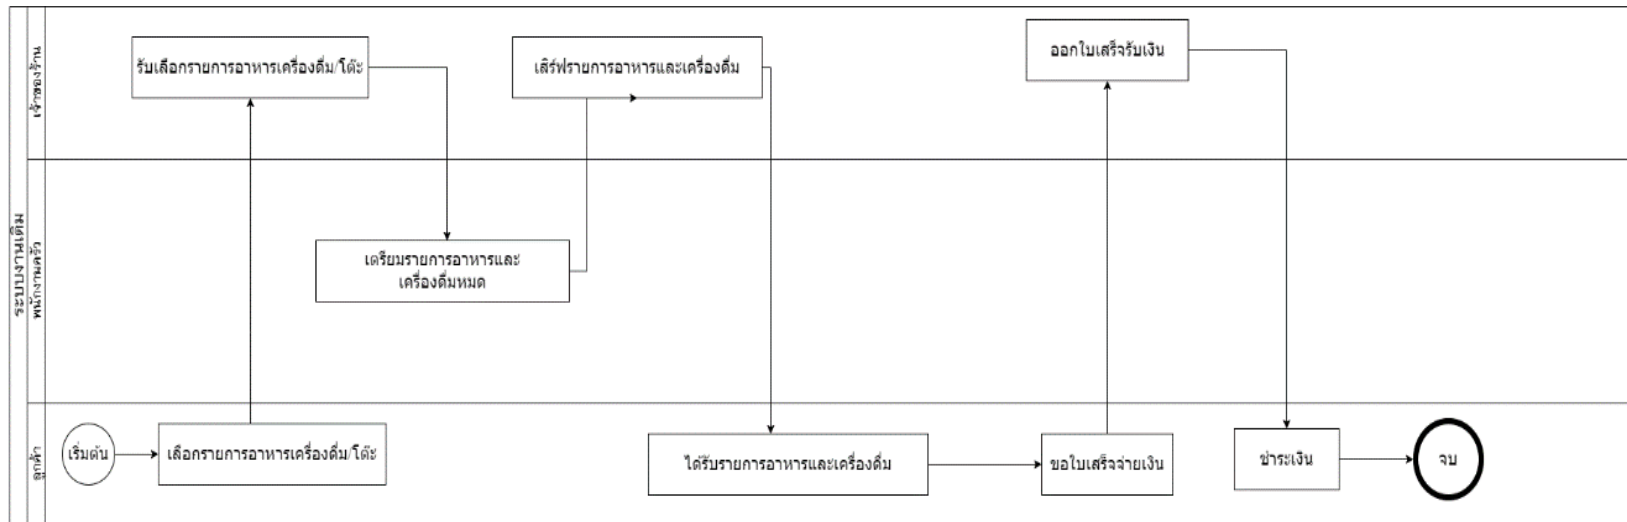 ระบบงานเดิม
เจ้าของร้าน
รับเลือกรายการอาหารเครื่องดื่ม/โต๊ะ
เสิร์ฟรายการอาหารและเครื่องดื่ม
ออกใบเสร็จรับเงิน
พนักงานครัว
เตรียมรายการอาหารและ
เครื่องดื่มหมด
ลูกค้า
เริ่มต้น
เลือกรายการอาหารเครื่องดื่ม/โต๊ะ
ได้รับรายการอาหารและเครื่องดื่ม
ขอใบเสร็จจ่ายเงิน
ชำระเงิน
จบ